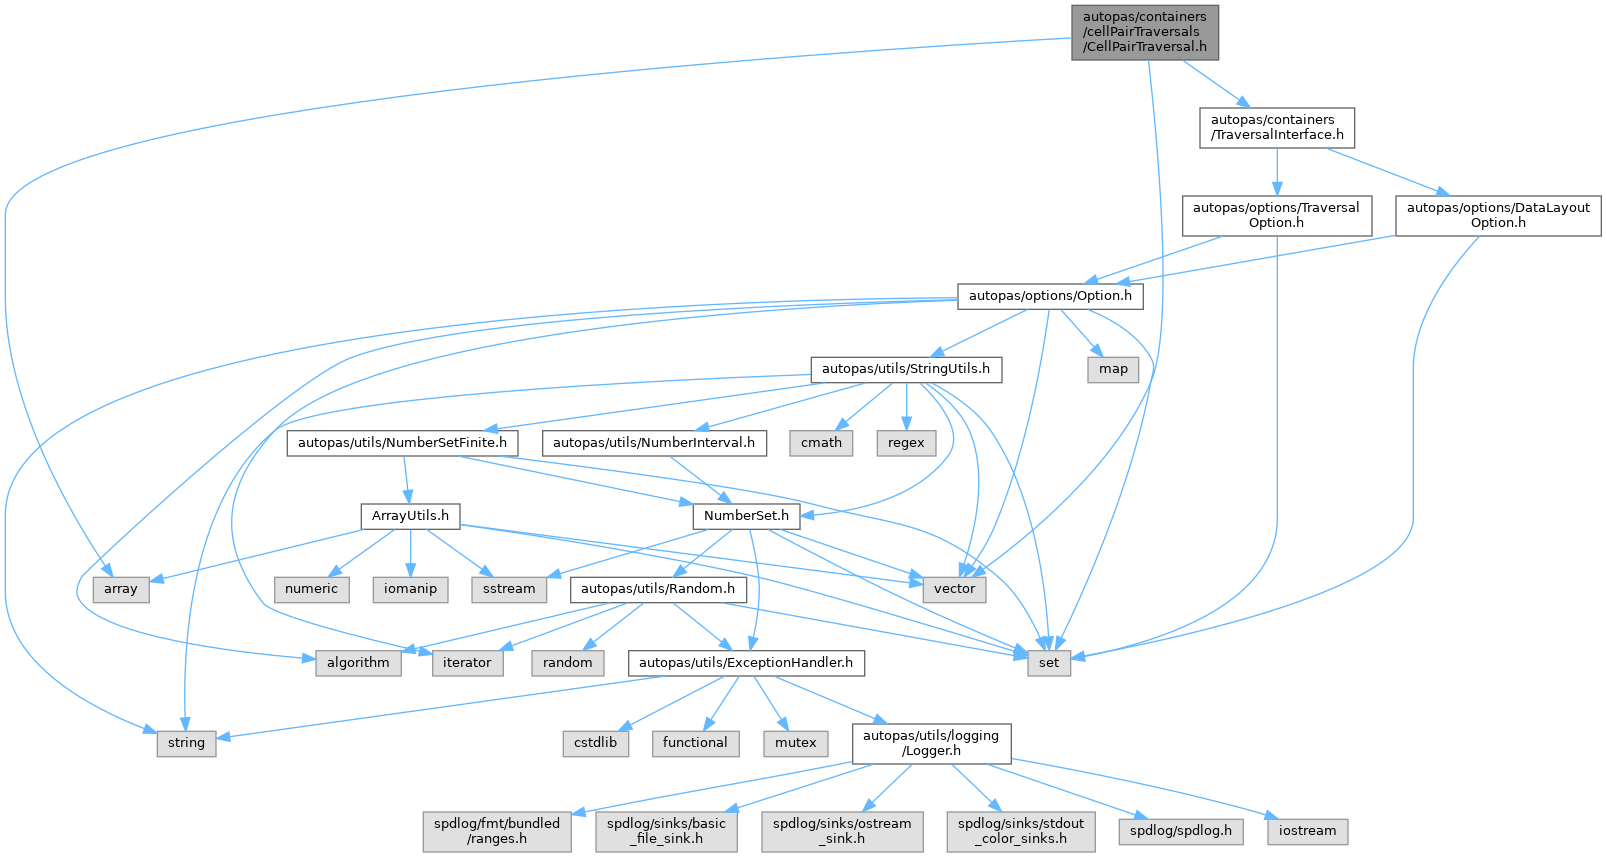 autopas/containers
/cellPairTraversals
/CellPairTraversal.h
autopas/containers
/TraversalInterface.h
autopas/options/Traversal
Option.h
autopas/options/DataLayout
Option.h
autopas/options/Option.h
autopas/utils/StringUtils.h
map
autopas/utils/NumberSetFinite.h
autopas/utils/NumberInterval.h
cmath
regex
ArrayUtils.h
NumberSet.h
array
numeric
iomanip
sstream
autopas/utils/Random.h
vector
algorithm
iterator
random
autopas/utils/ExceptionHandler.h
set
string
cstdlib
functional
mutex
autopas/utils/logging
/Logger.h
spdlog/fmt/bundled
/ranges.h
spdlog/sinks/basic
_file_sink.h
spdlog/sinks/ostream
_sink.h
spdlog/sinks/stdout
_color_sinks.h
spdlog/spdlog.h
iostream